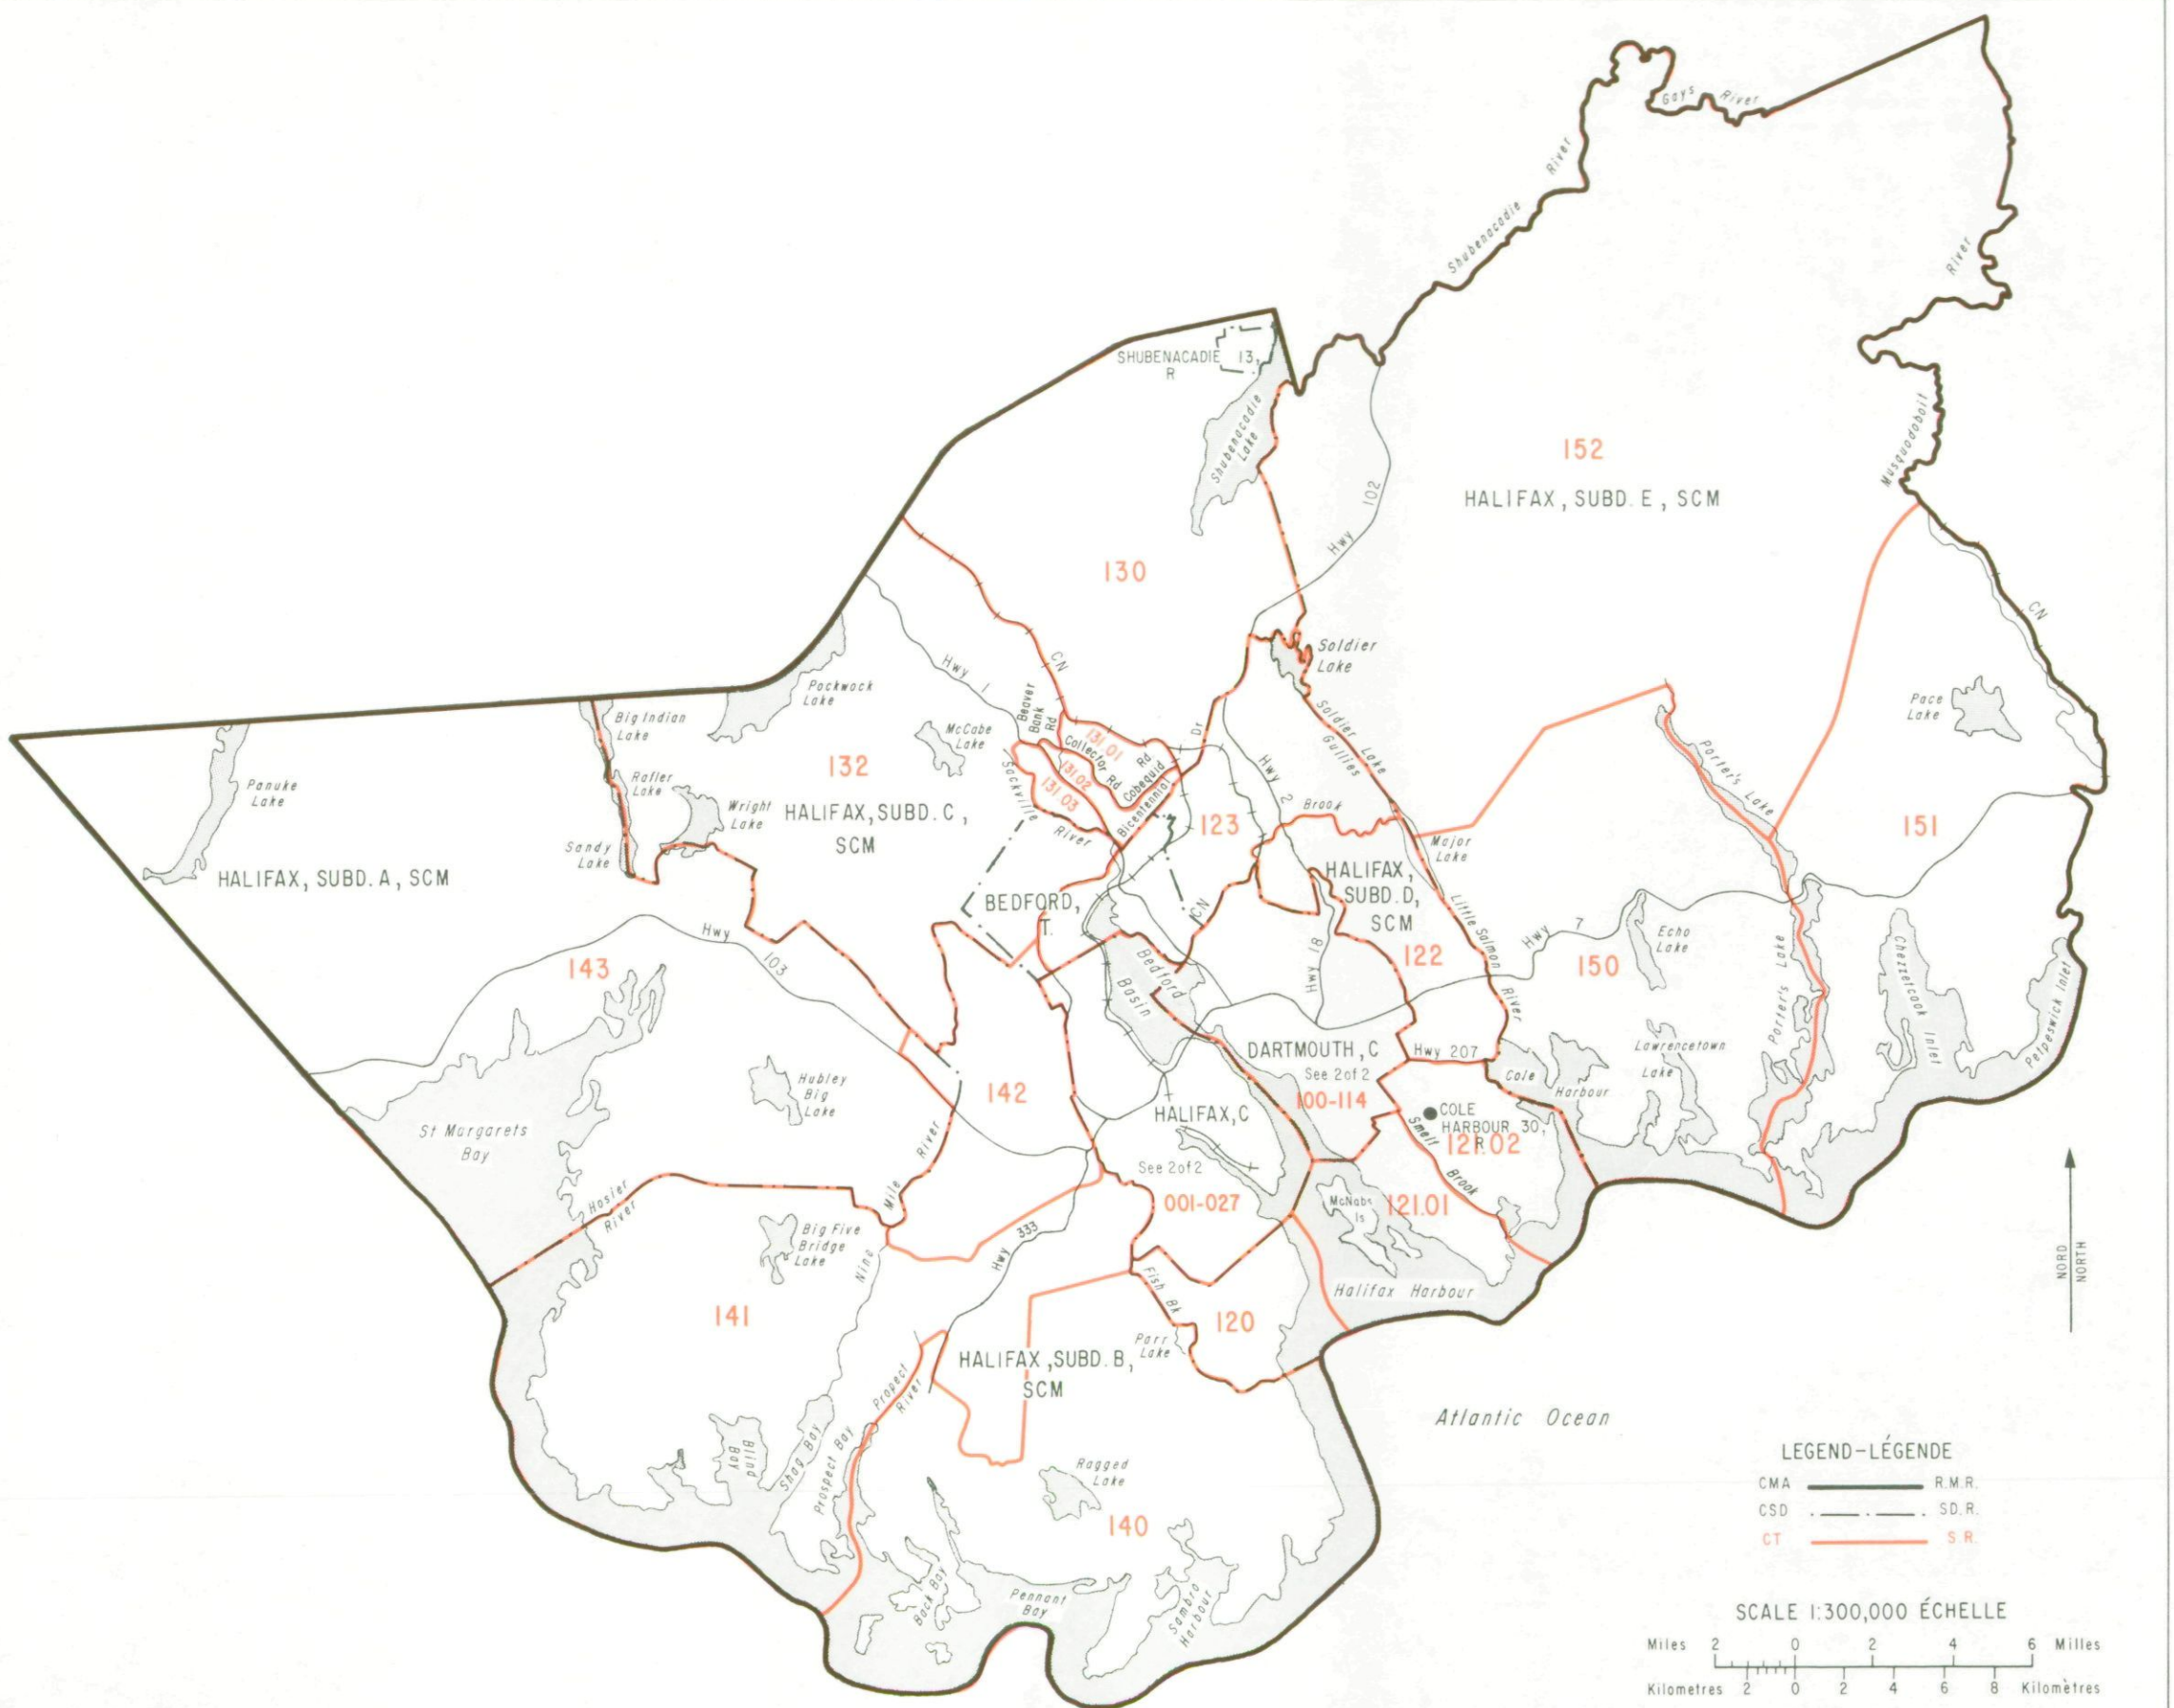 Gays River
Shubenacadie River
River
Musquodoboit
SHUBENACADIE 13,
R
Shubenacadie
Lake
152
HALIFAX, SUBD. E, SCM
Hwy 102
130
CN
CN
Soldier
Lake
Hwy 1
Beaver
Bank
Rd
Pockwock
Lake
Big Indian
Lake
McCabe
Lake
Pace
Lake
131.01
Collector Rd
131.02
131.03
Cobequid Rd
Bicentennial Dr
Sackville River
Soldier Lake
Gullies
Hwy 2
Porter's Lake
132
Panuke
Lake
Rafter
Lake
Wright
Lake
HALIFAX, SUBD. C,
SCM
123
Brook
151
Sandy
Lake
Major
Lake
HALIFAX, SUBD. A, SCM
HALIFAX,
SUBD. D,
SCM
BEDFORD,
T.
CN
Little Salmon River
Hwy 7
Echo
Lake
Hwy
103
143
Bedford
Basin
Hwy 18
122
150
Porter's Lake
Chezzetcook Inlet
Petpeswick Inlet
DARTMOUTH, C
See 2 of 2
100-114
Hwy 207
Cole
Harbour
Lawrencetown
Lake
Hubley
Big
Lake
142
HALIFAX, C
COLE
HARBOUR 30,
R
121.02
St Margarets
Bay
See 2 of 2
001-027
Smelt Brook
McNabs
Is
121.01
Hosier
River
Nine Mile River
Big Five
Bridge
Lake
Hwy 333
Fish Bk
Halifax Harbour
NORD
NORTH
141
120
Parr
Lake
HALIFAX, SUBD. B,
SCM
Prospect
River
Atlantic Ocean
Blind
Bay
Shag Bay
Prospect Bay
Ragged
Lake
140
Back Bay
Pennant
Bay
Sambro
Harbour
LEGEND-LÉGENDE
CMA R.M.R.
CSD SD.R.
CT S.R.
SCALE 1:300,000 ÉCHELLE
Miles 2 0 2 4 6 Milles
Kilometres 2 0 2 4 6 8 Kilomètres